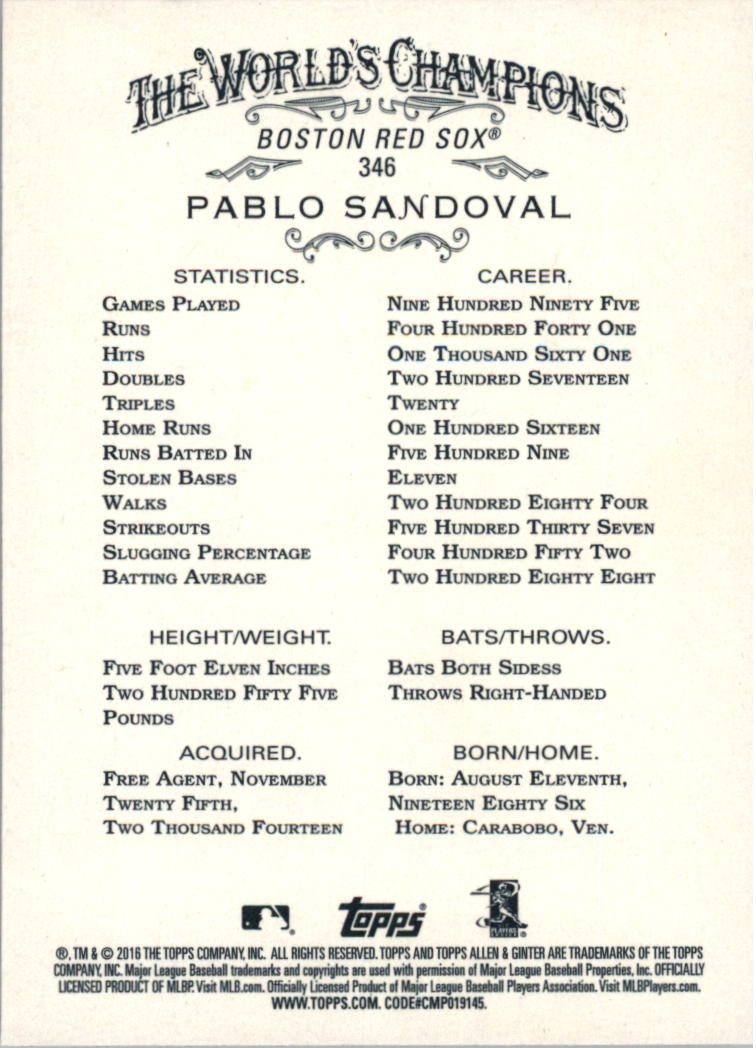 THE WORLD'S CHAMPIONS
BOSTON RED SOX®
346
PABLO SANDOVAL
STATISTICS. CAREER.
GAMES PLAYED NINE HUNDRED NINETY FIVE
RUNS FOUR HUNDRED FORTY ONE
HITS ONE THOUSAND SIXTY ONE
DOUBLES TWO HUNDRED SEVENTEEN
TRIPLES TWENTY
HOME RUNS ONE HUNDRED SIXTEEN
RUNS BATTED IN FIVE HUNDRED NINE
STOLEN BASES ELEVEN
WALKS TWO HUNDRED EIGHTY FOUR
STRIKEOUTS FIVE HUNDRED THIRTY SEVEN
SLUGGING PERCENTAGE FOUR HUNDRED FIFTY TWO
BATTING AVERAGE TWO HUNDRED EIGHTY EIGHT
HEIGHT/WEIGHT.
FIVE FOOT ELVEN INCHES
TWO HUNDRED FIFTY FIVE
POUNDS
BATS/THROWS.
BATS BOTH SIDESS
THROWS RIGHT-HANDED
ACQUIRED.
FREE AGENT, NOVEMBER
TWENTY FIFTH,
TWO THOUSAND FOURTEEN
BORN/HOME.
BORN: AUGUST ELEVENTH,
NINETEEN EIGHTY SIX
HOME: CARABOBO, VEN.
Topps®
PLAYERS CHOICE®
®, TM & © 2016 THE TOPPS COMPANY, INC. ALL RIGHTS RESERVED. TOPPS AND TOPPS ALLEN & GINTER ARE TRADEMARKS OF THE TOPPS
COMPANY, INC. Major League Baseball trademarks and copyrights are used with permission of Major League Baseball Properties, Inc. OFFICIALLY
LICENSED PRODUCT OF MLBP. Visit MLB.com. Officially Licensed Product of Major League Baseball Players Association. Visit MLBPlayers.com.
WWW.TOPPS.COM. CODE#CMP019145.